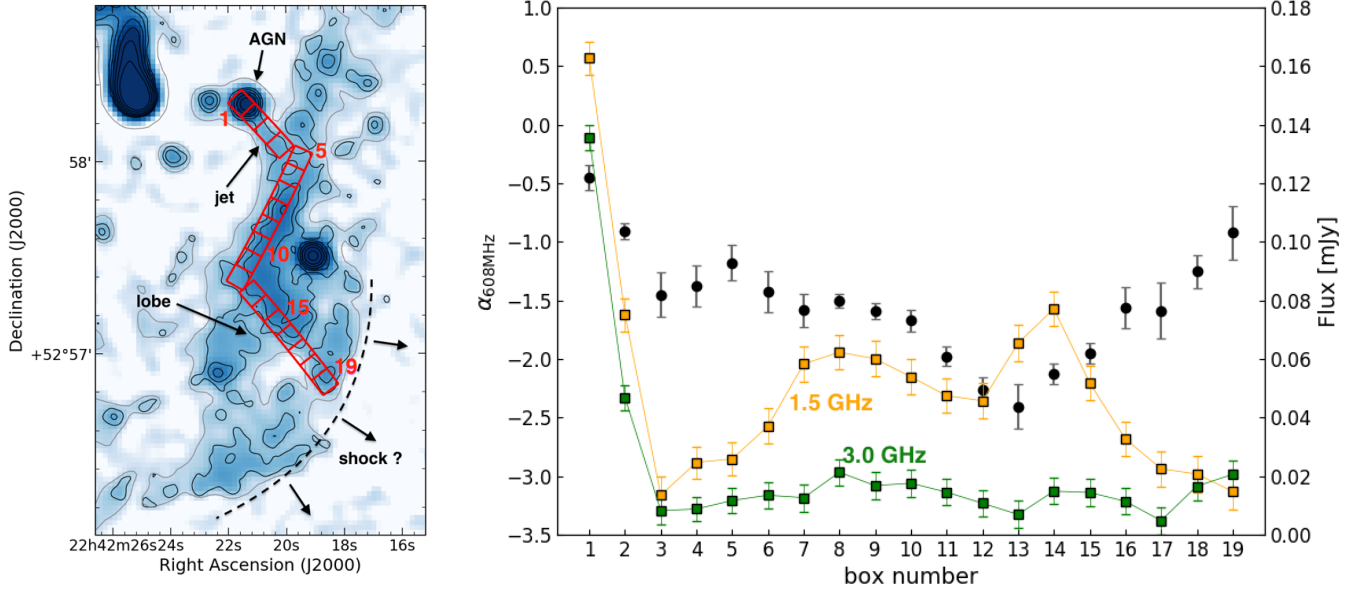 AGN
1
5
jet
10
lobe
15
19
shock ?
58'
+52°57'
Declination (J2000)
22h42m26s24s 22s 20s 18s 16s
Right Ascension (J2000)
1.0
0.5
0.0
−0.5
−1.0
−1.5
−2.0
−2.5
−3.0
−3.5
α608MHz
1.5 GHz
3.0 GHz
0.18
0.16
0.14
0.12
0.10
0.08
0.06
0.04
0.02
0.00
Flux [mJy]
1 2 3 4 5 6 7 8 9 10 11 12 13 14 15 16 17 18 19
box number